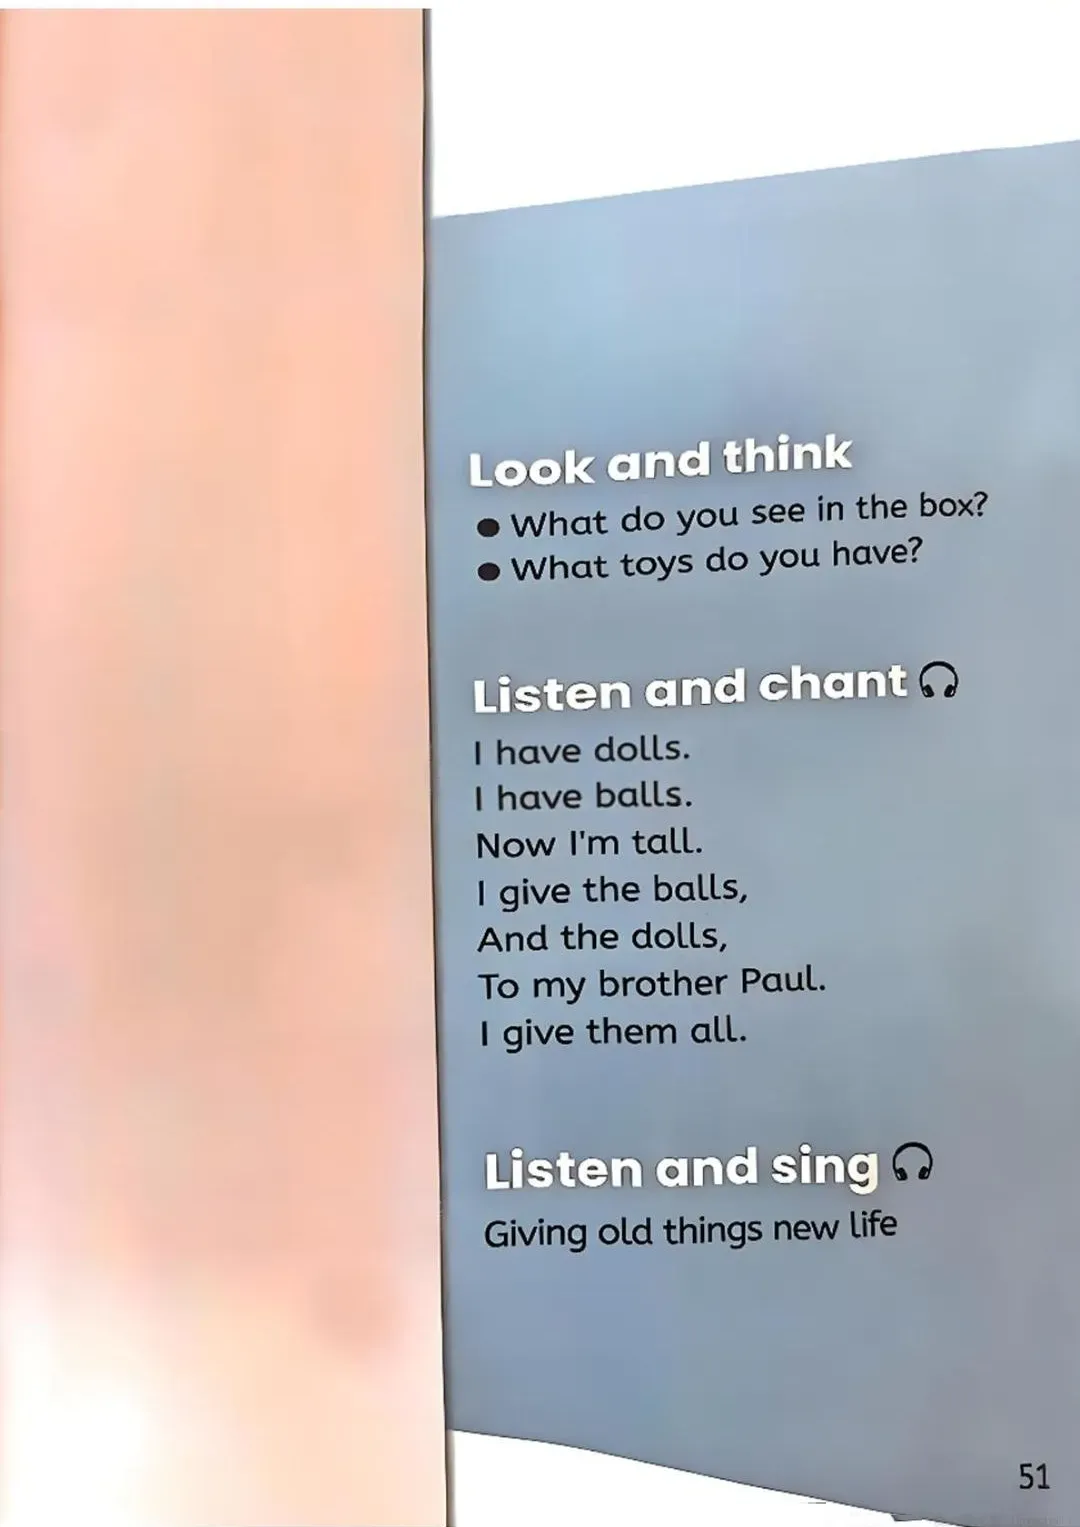 Look and think
● What do you see in the box?
● What toys do you have?
Listen and chant
I have dolls.
I have balls.
Now I'm tall.
I give the balls,
And the dolls,
To my brother Paul.
I give them all.
Listen and sing
Giving old things new life
51